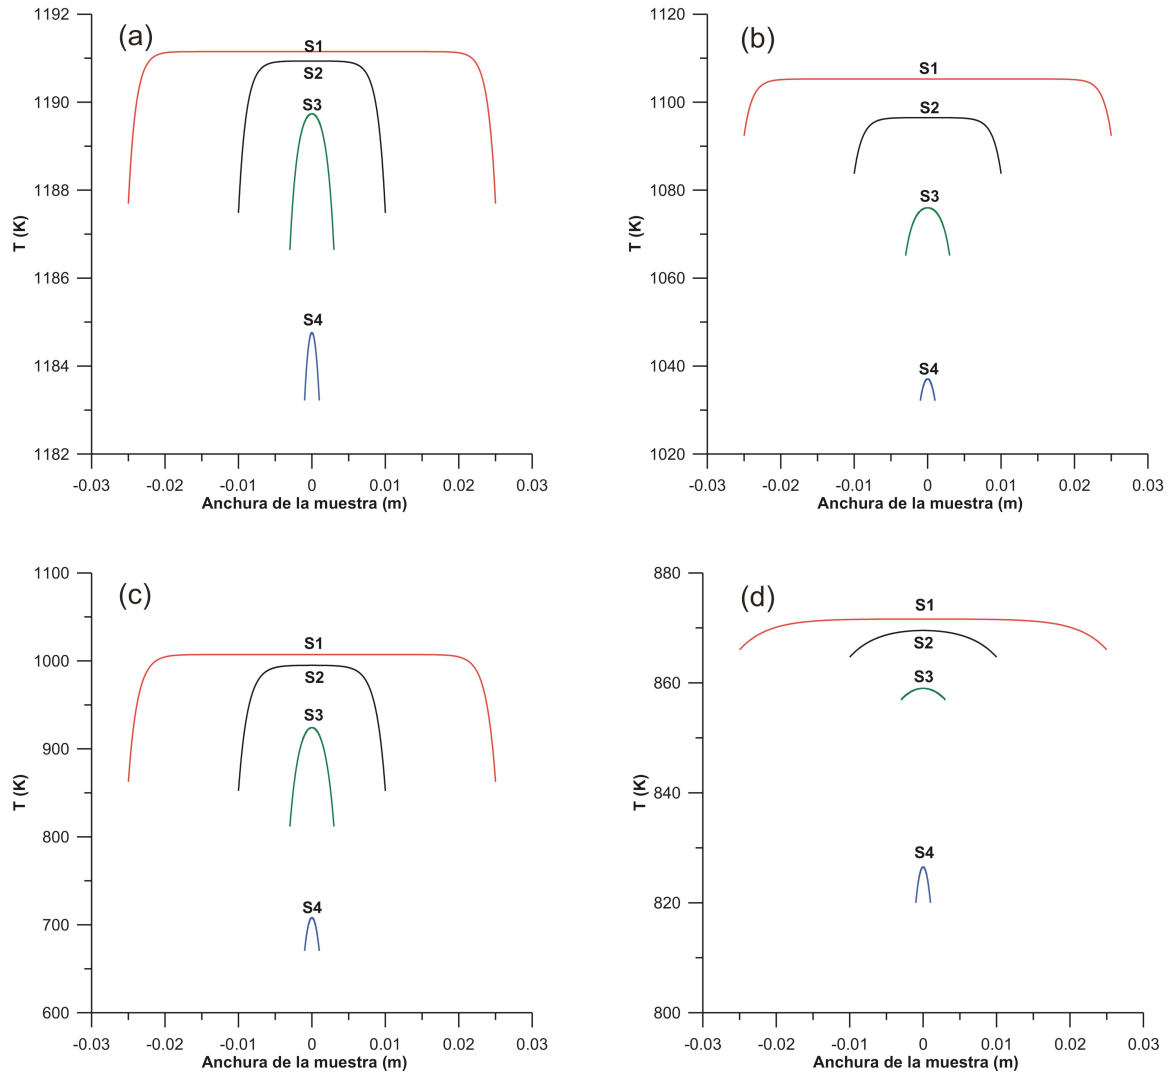 (a)
1192
1190
1188
1186
1184
1182
T (K)
S1
S2
S3
S4
-0.03 -0.02 -0.01 0 0.01 0.02 0.03
Anchura de la muestra (m)
(b)
1120
1100
1080
1060
1040
1020
T (K)
S1
S2
S3
S4
-0.03 -0.02 -0.01 0 0.01 0.02 0.03
Anchura de la muestra (m)
(c)
1100
1000
900
800
700
600
T (K)
S1
S2
S3
S4
-0.03 -0.02 -0.01 0 0.01 0.02 0.03
Anchura de la muestra (m)
(d)
880
860
840
820
800
T (K)
S1
S2
S3
S4
-0.03 -0.02 -0.01 0 0.01 0.02 0.03
Anchura de la muestra (m)